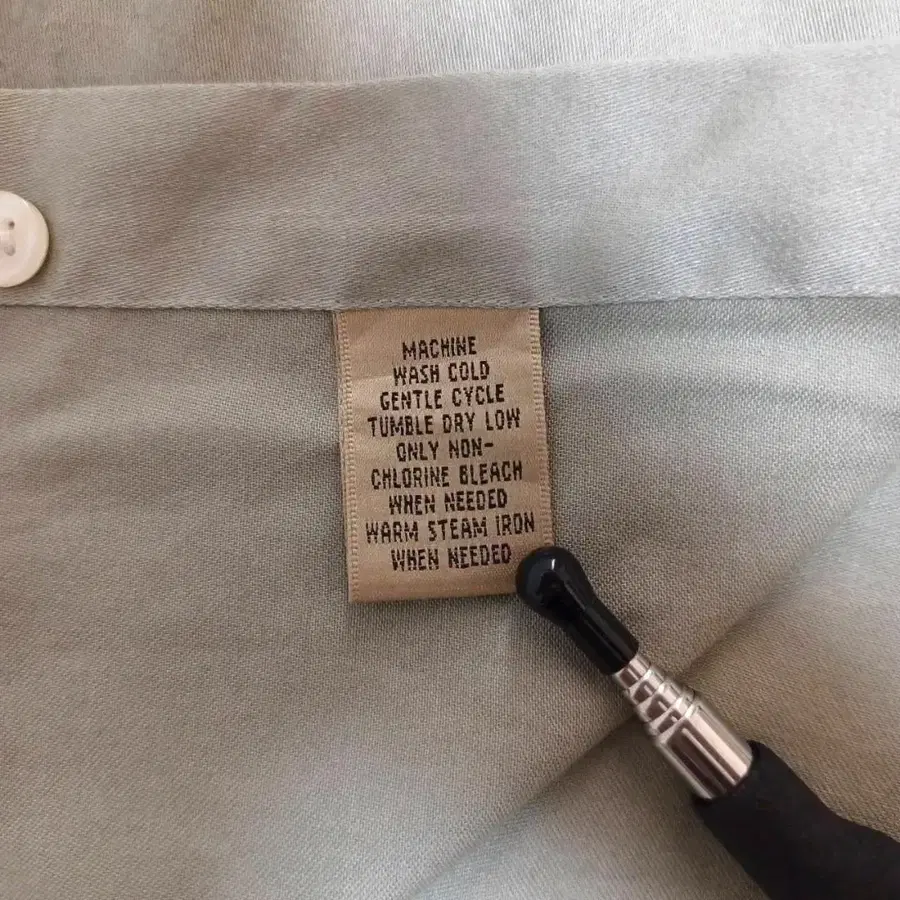 MACHINE
WASH COLD
GENTLE CYCLE
TUMBLE DRY LOW
ONLY NON-
CHLORINE BLEACH
WHEN NEEDED
WARM STEAM IRON
WHEN NEEDED